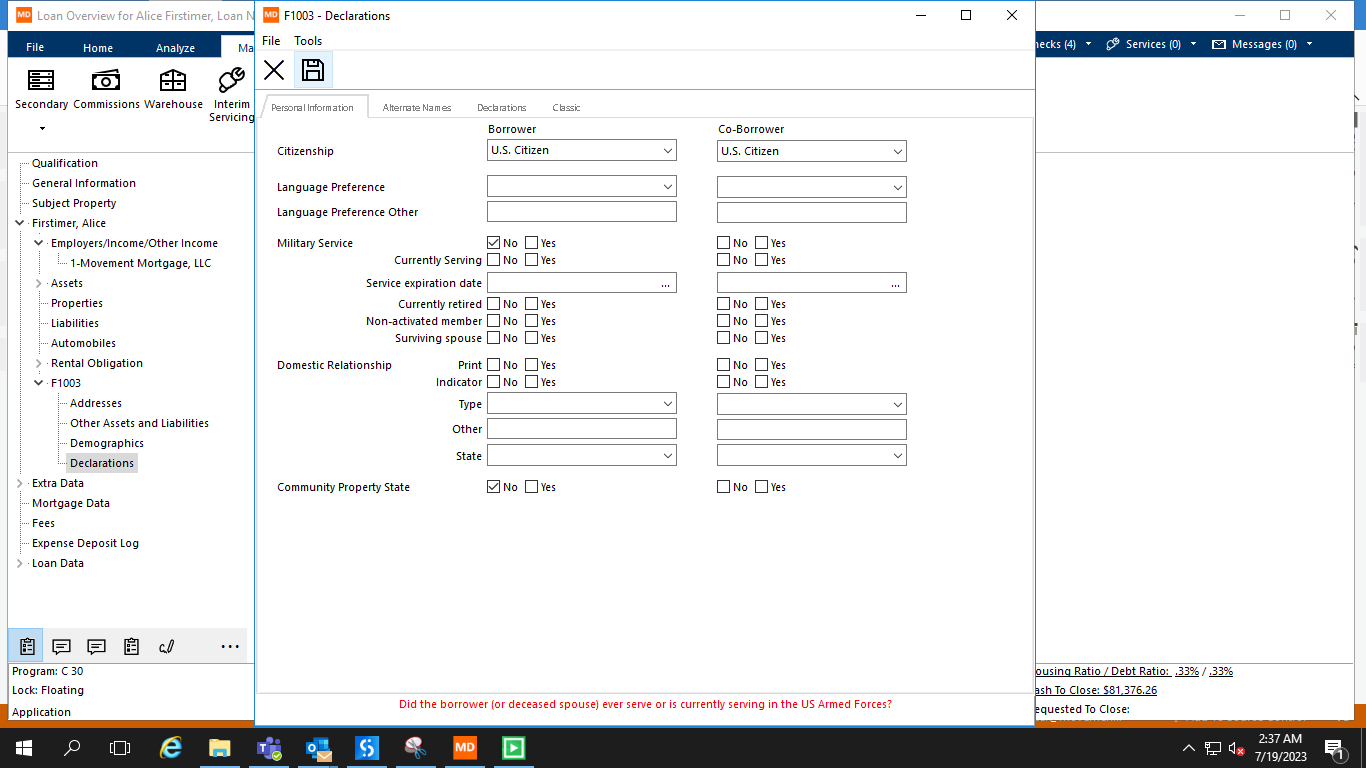 MD Loan Overview for Alice Firstimer, Loan N
MD F1003 - Declarations
File Home Analyze Ma
File Tools
hecks (4) Services (0) Messages (0)
Secondary Commissions Warehouse Interim Servicing
Personal Information Alternate Names Declarations Classic
Qualification
General Information
Subject Property
Firstimer, Alice
Employers/Income/Other Income
1-Movement Mortgage, LLC
Assets
Properties
Liabilities
Automobiles
Rental Obligation
F1003
Addresses
Other Assets and Liabilities
Demographics
Declarations
Extra Data
Mortgage Data
Fees
Expense Deposit Log
Loan Data
Borrower Co-Borrower
Citizenship U.S. Citizen U.S. Citizen
Language Preference
Language Preference Other
Military Service No Yes No Yes
Currently Serving No Yes No Yes
Service expiration date ... ...
Currently retired No Yes No Yes
Non-activated member No Yes No Yes
Surviving spouse No Yes No Yes
Domestic Relationship Print No Yes No Yes
Indicator No Yes No Yes
Type
Other
State
Community Property State No Yes No Yes
Did the borrower (or deceased spouse) ever serve or is currently serving in the US Armed Forces?
Program: C 30
Lock: Floating
Application
ousing Ratio / Debt Ratio: .33% / .33%
ash To Close: $81,376.26
equested To Close:
MD
2:37 AM
7/19/2023
1